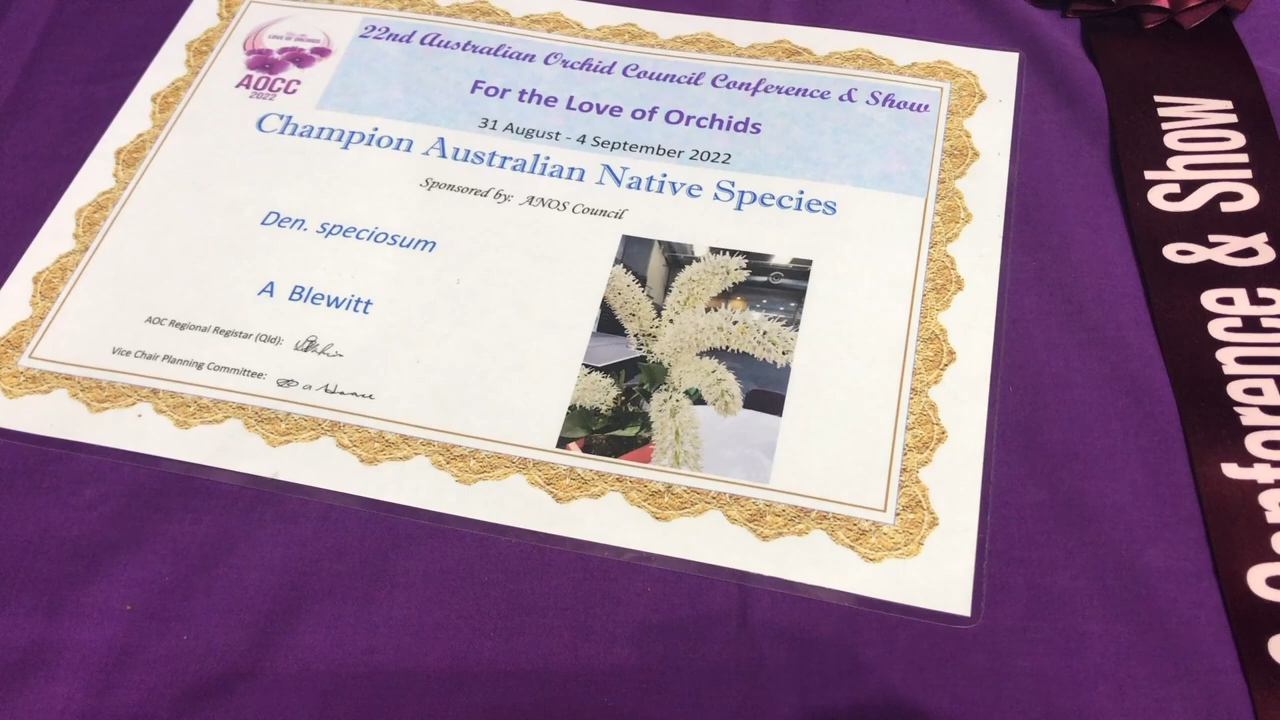 LOVE OF ORCHIDS
AOCC
2022
22nd Australian Orchid Council Conference & Show
For the Love of Orchids
31 August - 4 September 2022
Champion Australian Native Species
Sponsored by: ANOS Council
Den. speciosum
A Blewitt
AOC Regional Registar (Qld):
Vice Chair Planning Committee:
Conference & Show